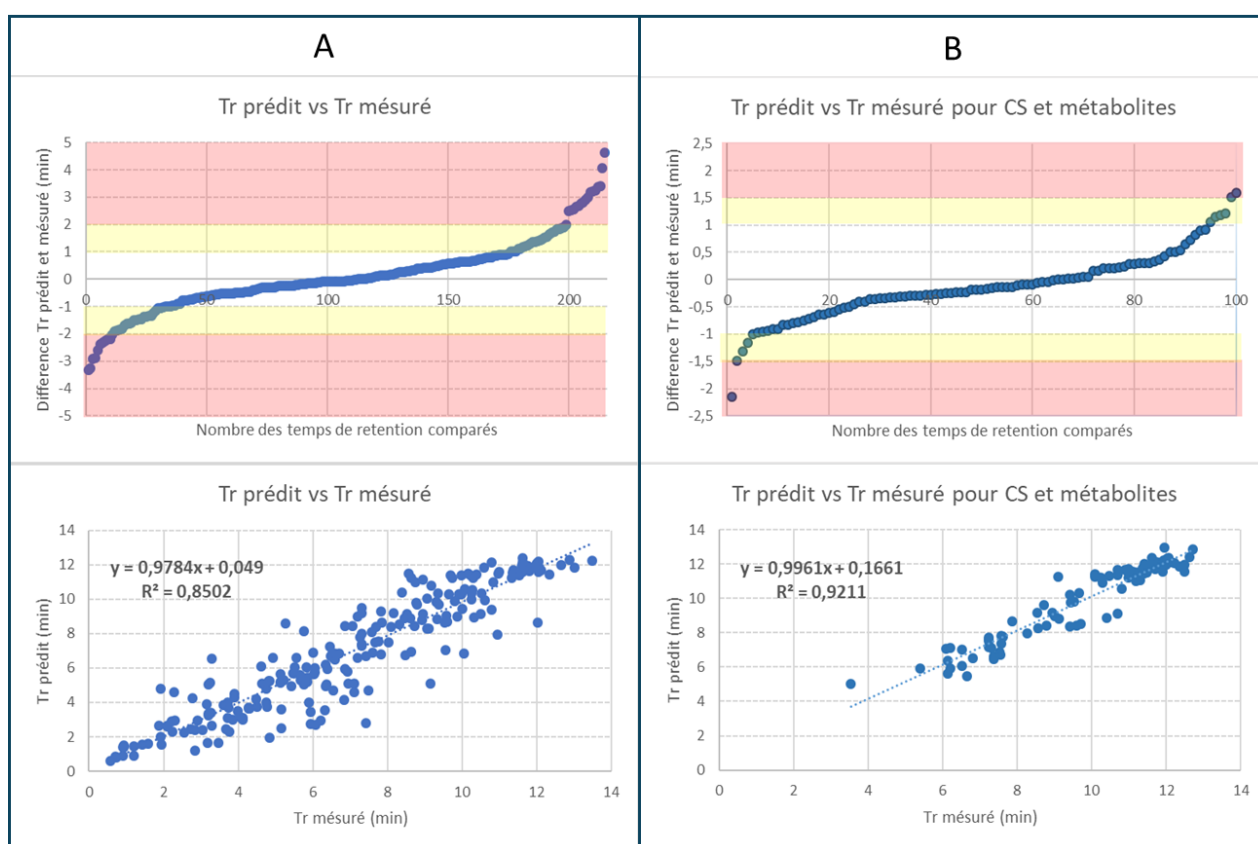 A
Tr prédit vs Tr mésuré
Difference Tr prédit et mésuré (min)
5
4
3
2
1
0
-1
-2
-3
-4
-5
0
50
100
150
200
Nombre des temps de retention comparés
B
Tr prédit vs Tr mésuré pour CS et métabolites
Difference Tr prédit et mésuré (min)
2,5
2
1,5
1
0,5
0
-0,5
-1
-1,5
-2
-2,5
0
20
40
60
80
100
Nombre des temps de retention comparés
Tr prédit vs Tr mésuré
Tr prédit (min)
14
12
10
8
6
4
2
0
y = 0,9784x + 0,049
R² = 0,8502
0 2 4 6 8 10 12 14
Tr mésuré (min)
Tr prédit vs Tr mésuré pour CS et métabolites
Tr prédit (min)
14
12
10
8
6
4
2
0
y = 0,9961x + 0,1661
R² = 0,9211
0 2 4 6 8 10 12 14
Tr mésuré (min)